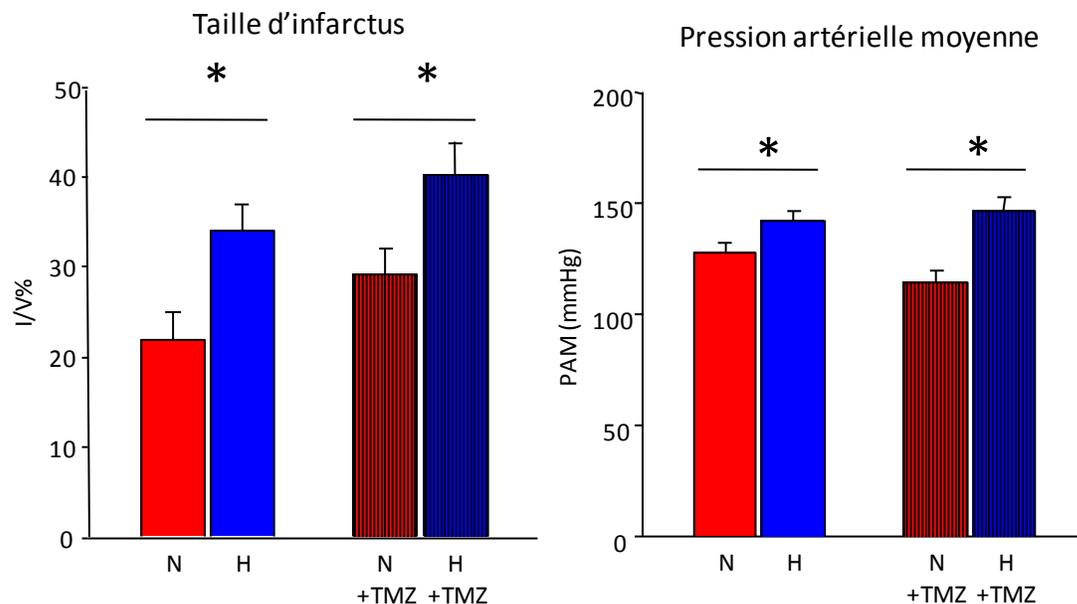 Taille d’infarctus
*
*
50
40
30
20
10
0
I/V%
N
H
N
H
+TMZ +TMZ
Pression artérielle moyenne
*
*
200
150
100
50
0
PAM (mmHg)
N
H
N
H
+TMZ +TMZ